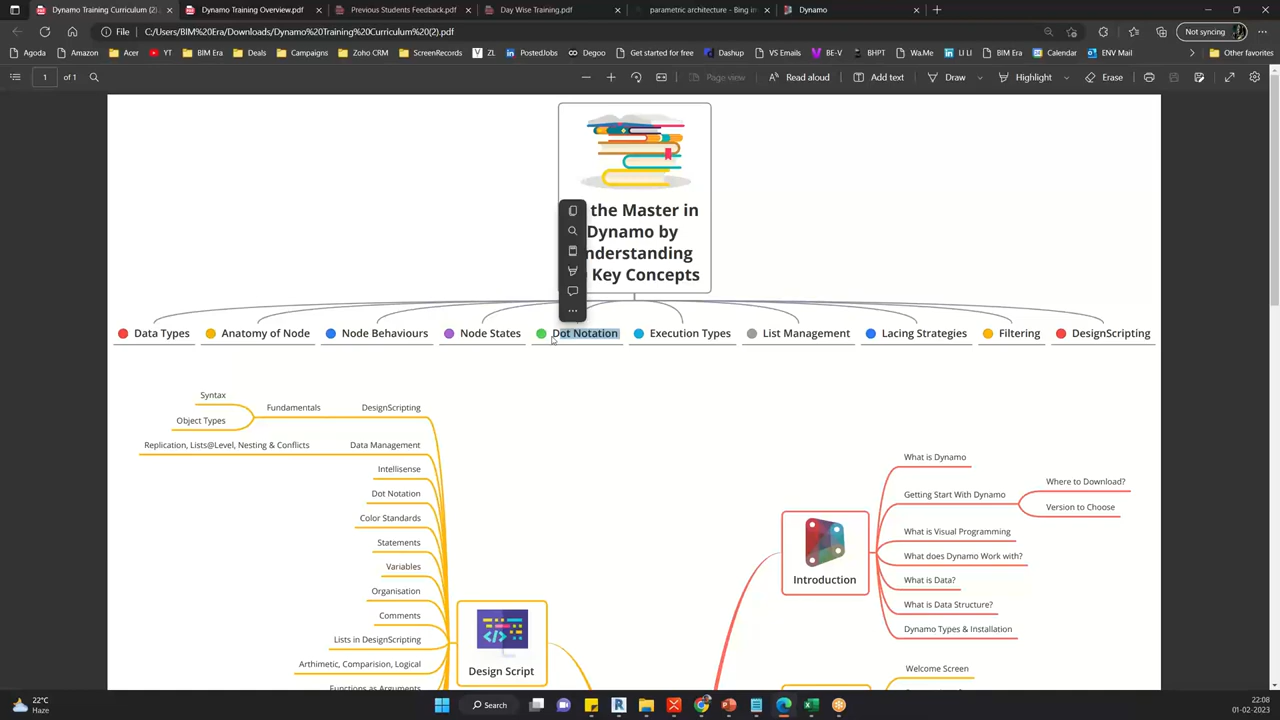 Dynamo Training Curriculum (2).p
Dynamo Training Overview.pdf
Previous Students Feedback.pdf
Day Wise Training.pdf
parametric architecture - Bing im
Dynamo
File
C:/Users/BIM%20Era/Downloads/Dynamo%20Training%20Curriculum%20(2).pdf
Not syncing
Agoda
Amazon
Acer
YT
BIM Era
Deals
Campaigns
Zoho CRM
ScreenRecords
ZL
PostedJobs
Degoo
Get started for free
Dashup
VS Emails
BE-V
BHPT
Wa.Me
LI LI
BIM Era
Calendar
ENV Mail
Other favorites
1
of 1
Page view
Read aloud
Add text
Draw
Highlight
Erase
the Master in
Dynamo by
nderstanding
Key Concepts
Data Types
Anatomy of Node
Node Behaviours
Node States
Dot Notation
Execution Types
List Management
Lacing Strategies
Filtering
DesignScripting
Syntax
Object Types
Fundamentals
DesignScripting
Replication, Lists@Level, Nesting & Conflicts
Data Management
Intellisense
Dot Notation
Color Standards
Statements
Variables
Organisation
Comments
Lists in DesignScripting
Arthimetic, Comparision, Logical
Functions as Arguments
Design Script
Introduction
What is Dynamo
Getting Start With Dynamo
Where to Download?
Version to Choose
What is Visual Programming
What does Dynamo Work with?
What is Data?
What is Data Structure?
Dynamo Types & Installation
Welcome Screen
22°C
Haze
Search
22:08
01-02-2023